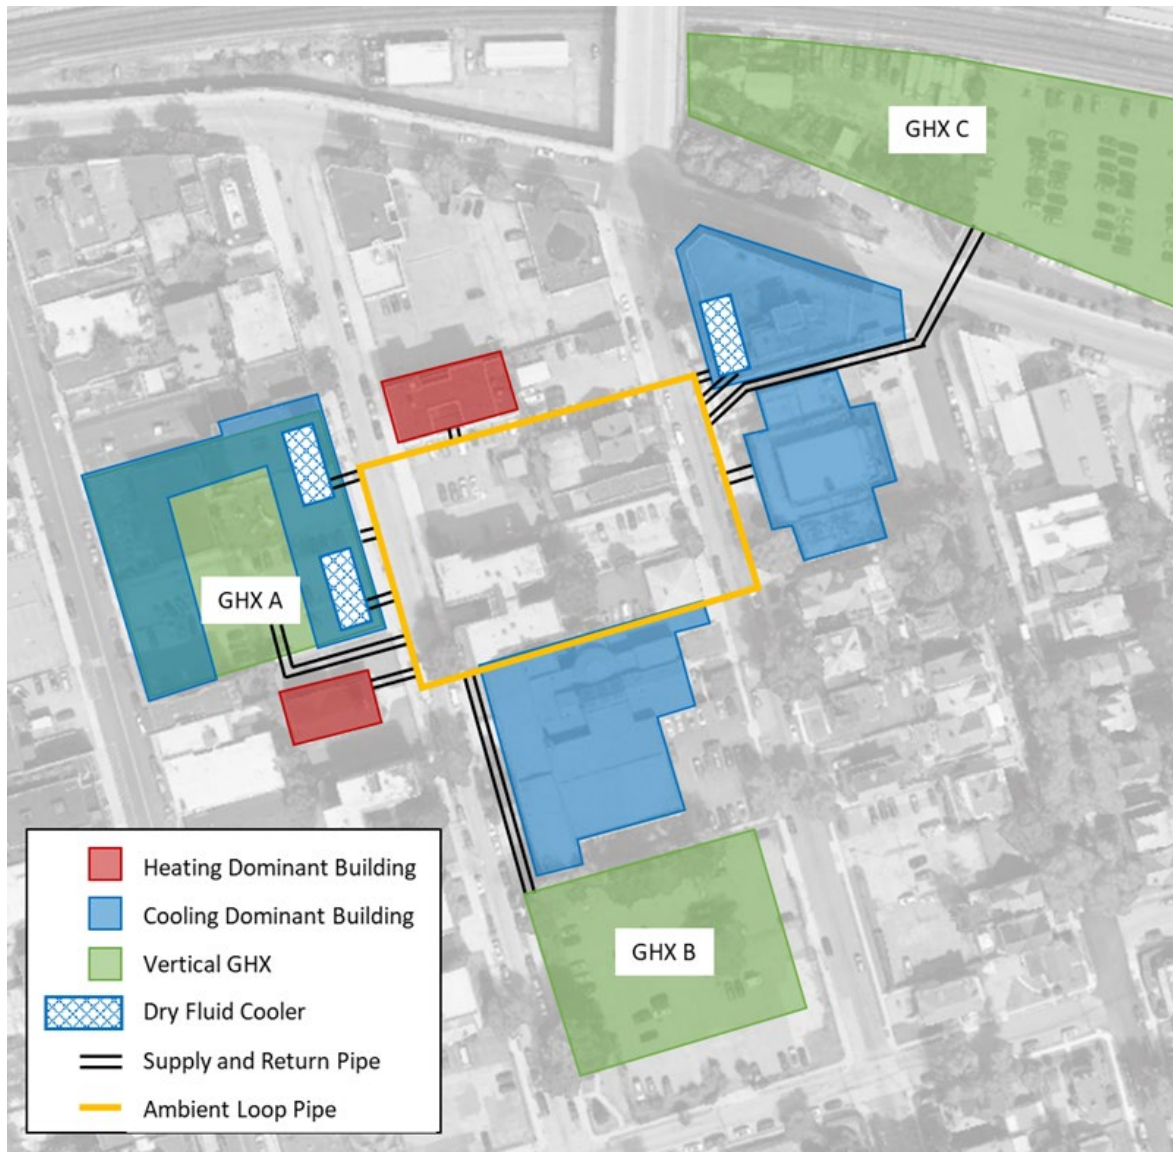 GHX C
GHX A
GHX B
Heating Dominant Building
Cooling Dominant Building
Vertical GHX
Dry Fluid Cooler
Supply and Return Pipe
Ambient Loop Pipe